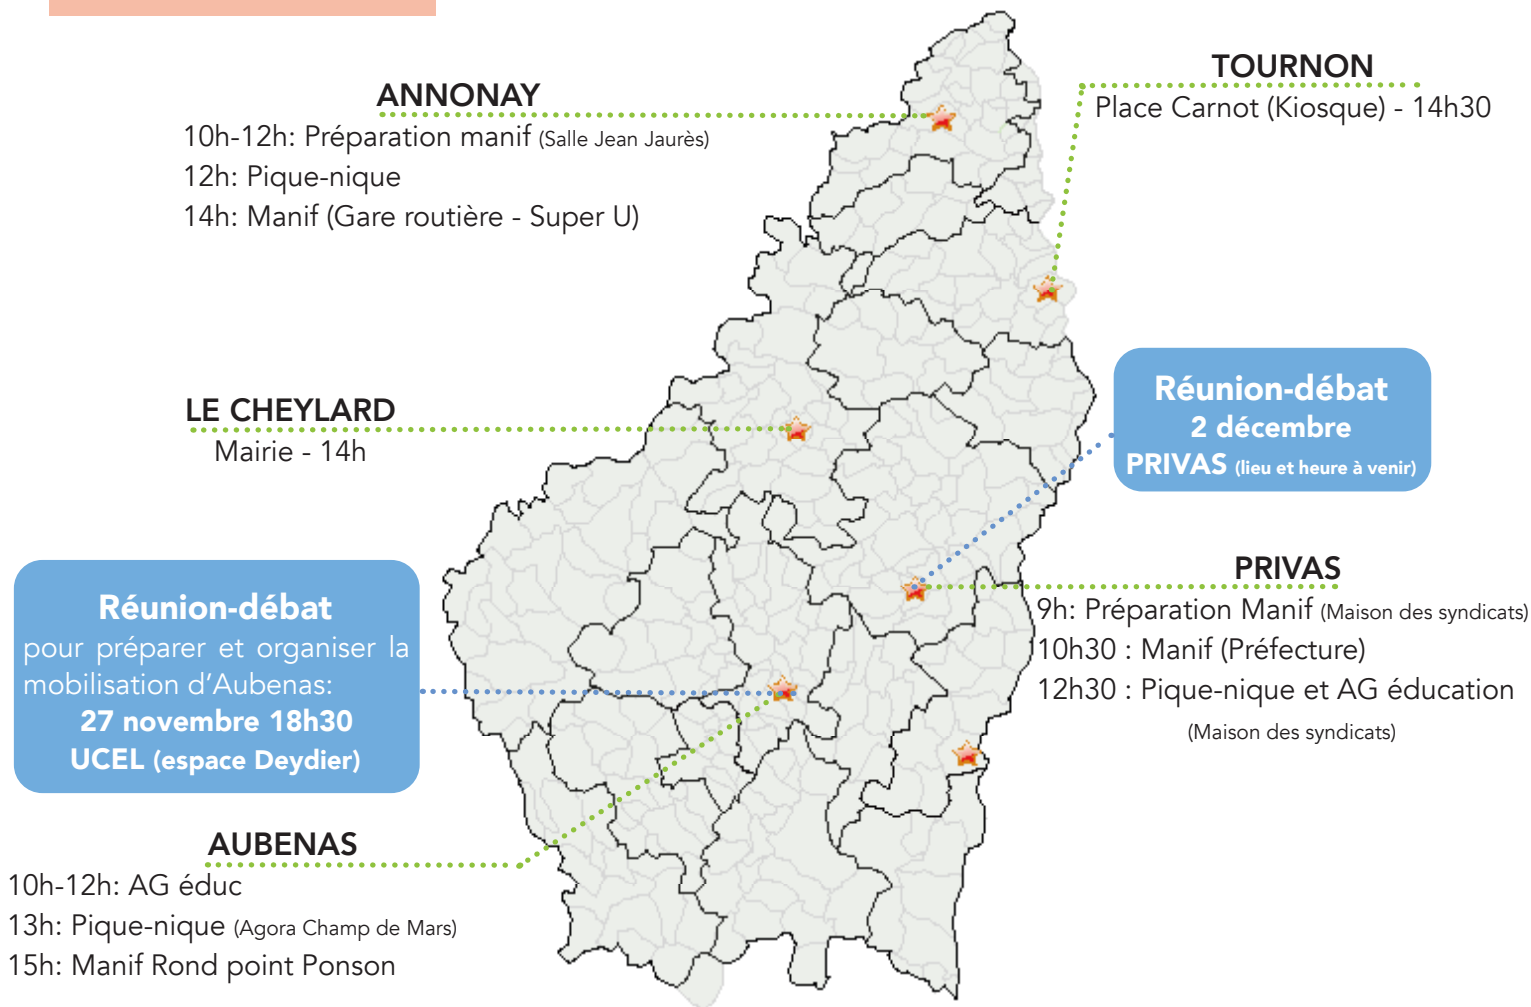 ANNONAY
10h-12h: Préparation manif (Salle Jean Jaurès)
12h: Pique-nique
14h: Manif (Gare routière - Super U)
TOURNON
Place Carnot (Kiosque) - 14h30
LE CHEYLARD
Mairie - 14h
Réunion-débat
2 décembre
PRIVAS (lieu et heure à venir)
Réunion-débat
pour préparer et organiser la
mobilisation d'Aubenas:
27 novembre 18h30
UCEL (espace Deydier)
PRIVAS
9h: Préparation Manif (Maison des syndicats)
10h30 : Manif (Préfecture)
12h30 : Pique-nique et AG éducation
(Maison des syndicats)
AUBENAS
10h-12h: AG éduc
13h: Pique-nique (Agora Champ de Mars)
15h: Manif Rond point Ponson